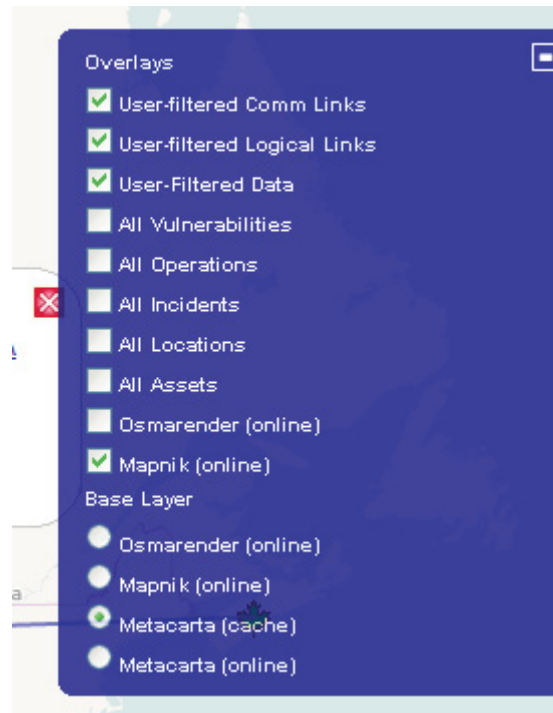 Overlays
User-filtered Comm Links
User-filtered Logical Links
User-Filtered Data
All Vulnerabilities
All Operations
All Incidents
All Locations
All Assets
Osmarender (online)
Mapnik (online)
Base Layer
Osmarender (online)
Mapnik (online)
a
Metacarta (cache)
Metacarta (online)